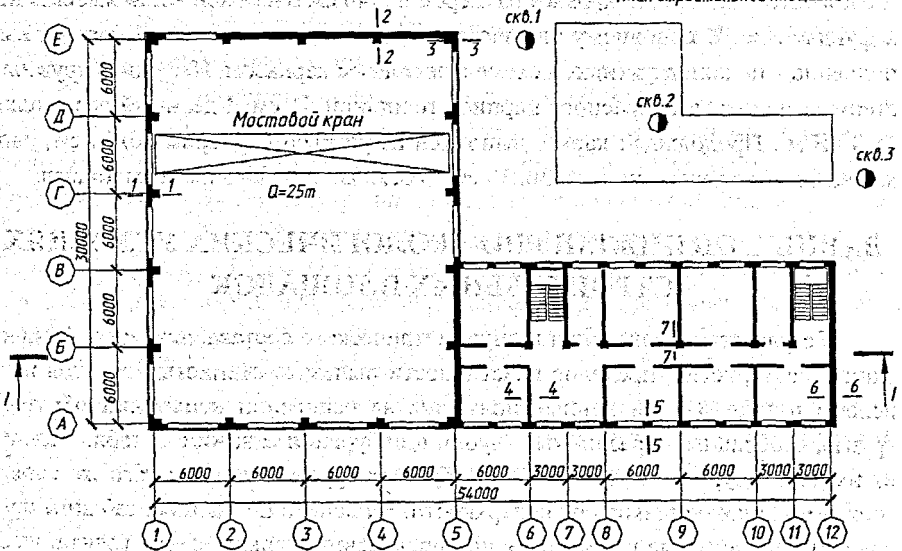 скв.1
скв.2
скв.3
2
2
3 3
Е
Д
Г
В
Б
А
6000
6000
6000
6000
6000
30000
Мостовой кран
Q=25т
1 1
7
7
4 4
5
5
6 6
I
I
6000 6000 6000 6000 6000 3000 3000 6000 6000 3000 3000
54000
1 2 3 4 5 6 7 8 9 10 11 12